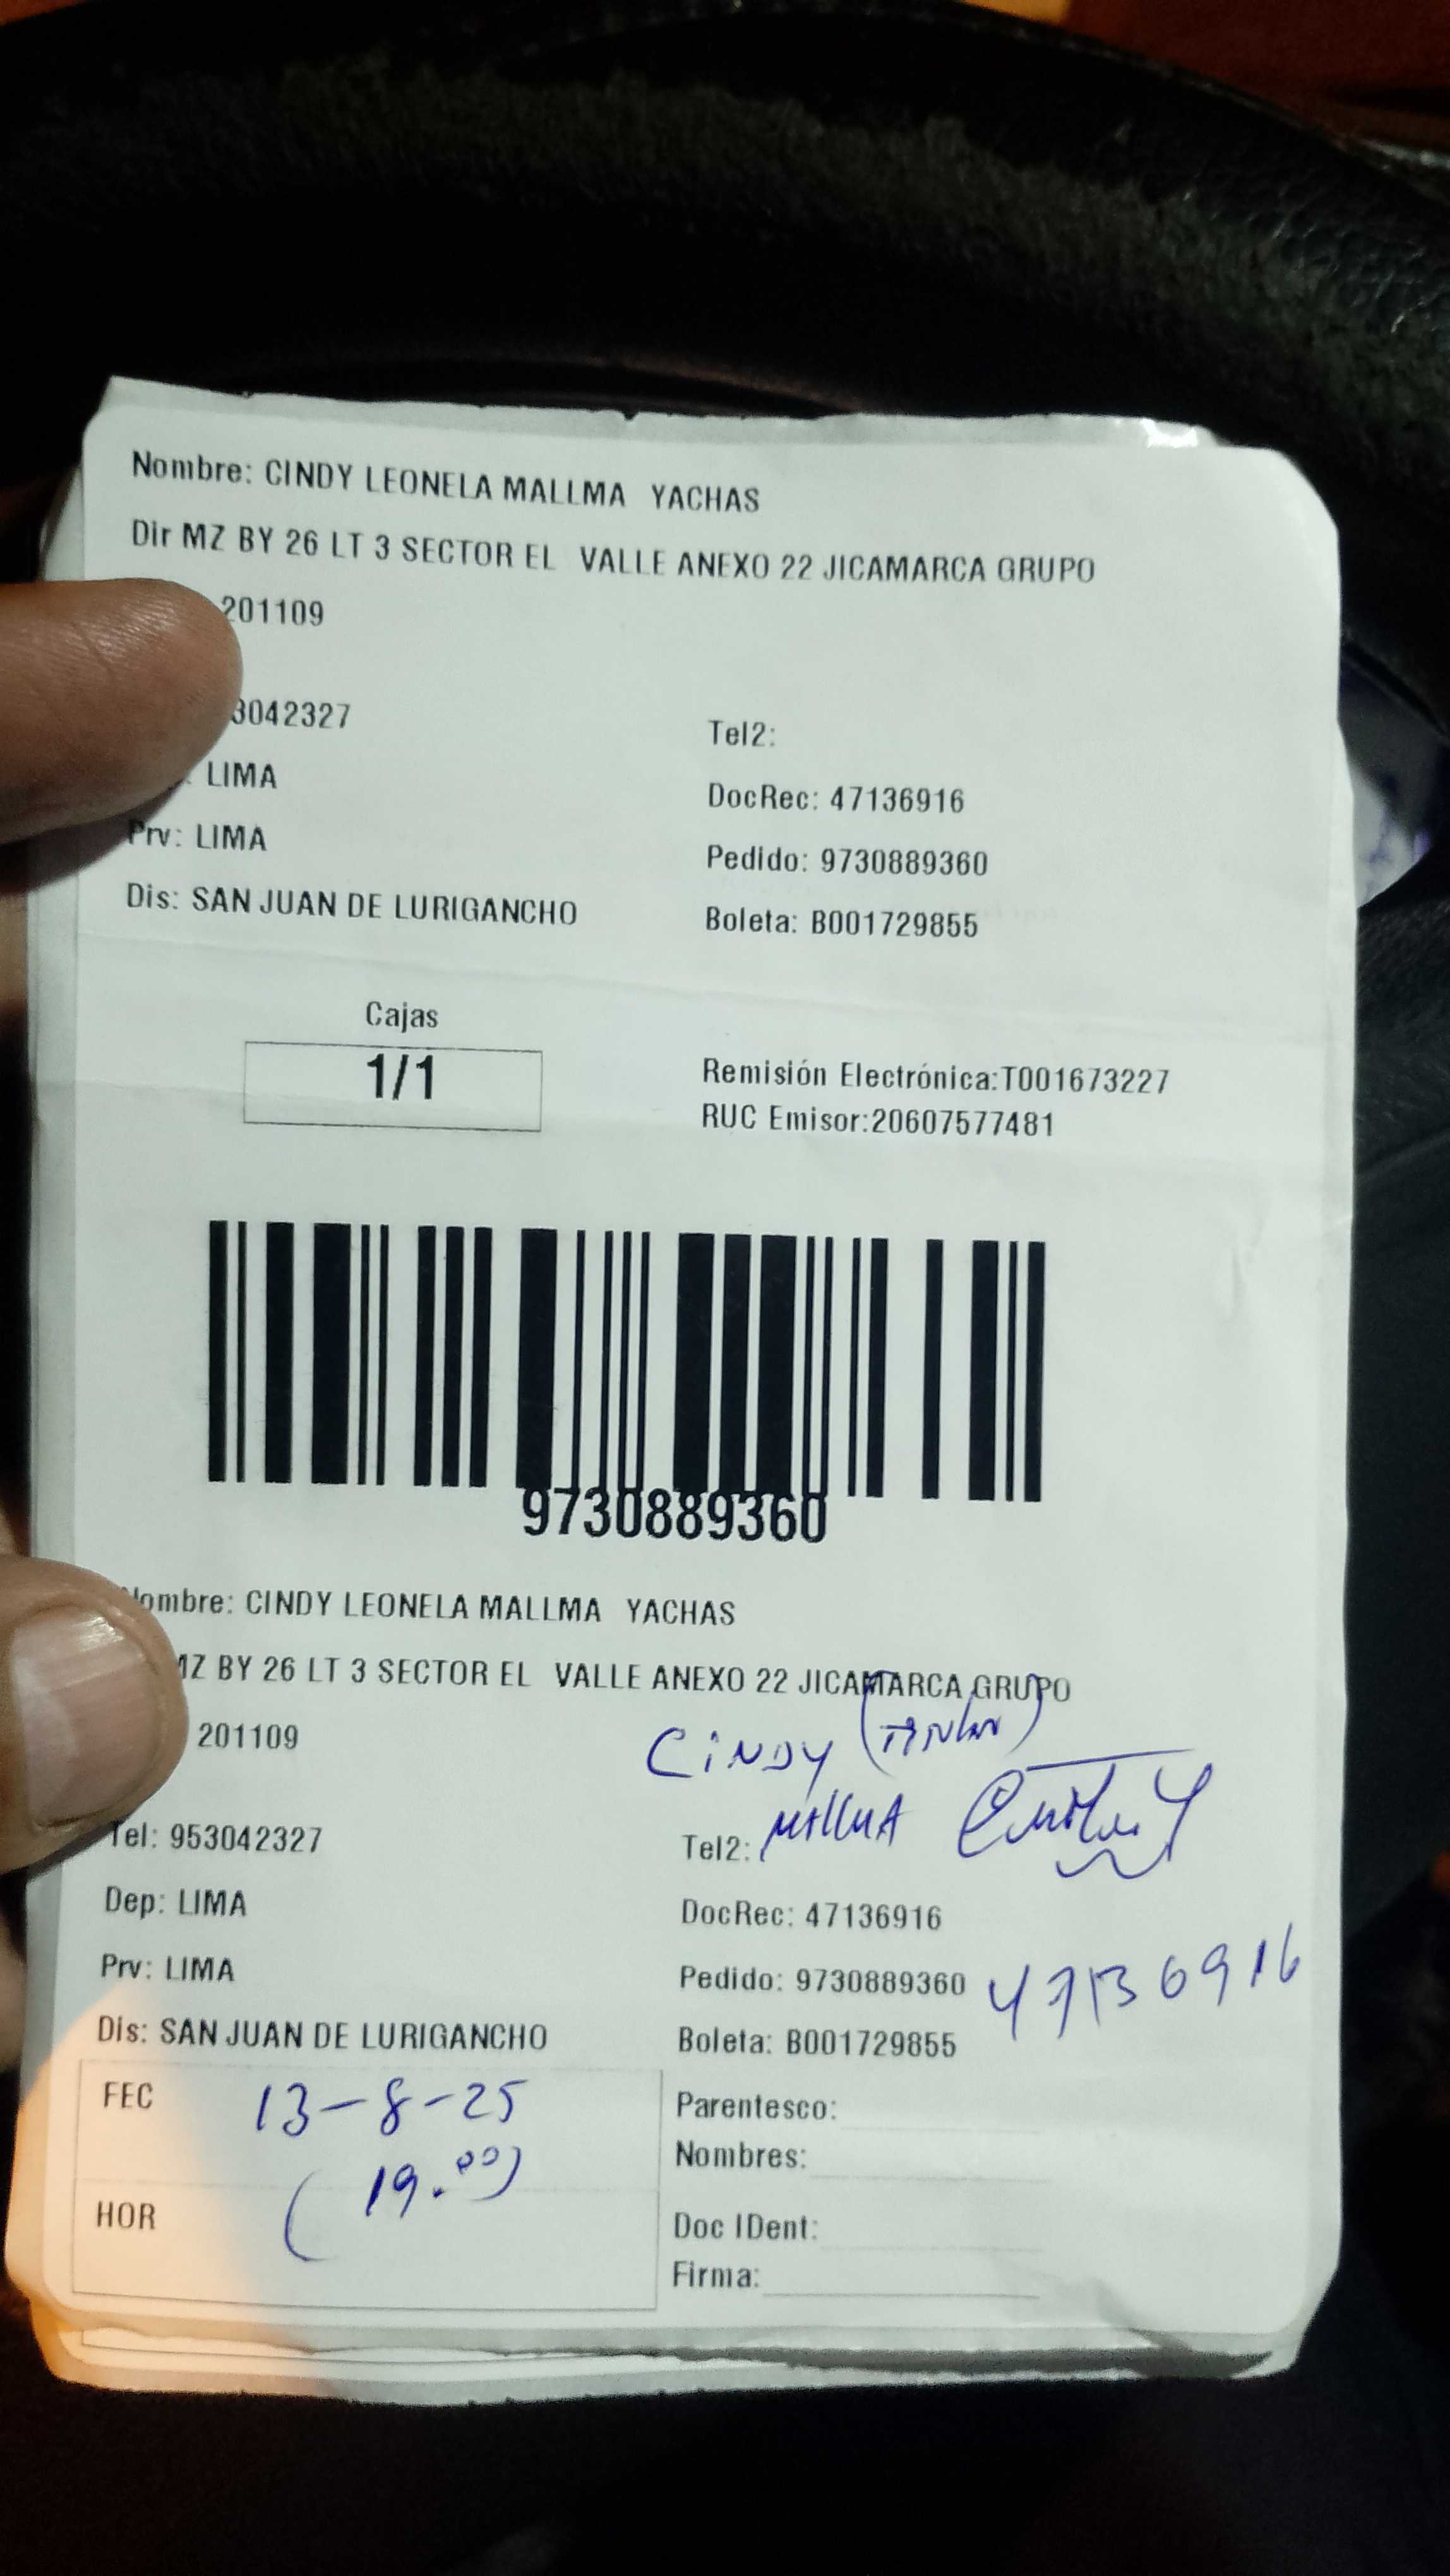 Nombre: CINDY LEONELA MALLMA YACHAS
Dir MZ BY 26 LT 3 SECTOR EL VALLE ANEXO 22 JICAMARCA GRUPO
201109
3042327
Tel2:
LIMA
DocRec: 47136916
Prv: LIMA
Pedido: 9730889360
Dis: SAN JUAN DE LURIGANCHO
Boleta: B001729855
Cajas
1/1
Remisión Electrónica:T001673227
RUC Emisor:20607577481
9730889360
Nombre: CINDY LEONELA MALLMA YACHAS
MZ BY 26 LT 3 SECTOR EL VALLE ANEXO 22 JICAMARCA GRUPO
201109
CINDY (TITULAR)
MALLMA
Tel: 953042327
Tel2:
Dep: LIMA
DocRec: 47136916
Prv: LIMA
Pedido: 9730889360
47136916
Dis: SAN JUAN DE LURIGANCHO
Boleta: B001729855
FEC 13-8-25
(19.00)
HOR
Parentesco:
Nombres:
Doc IDent:
Firma: